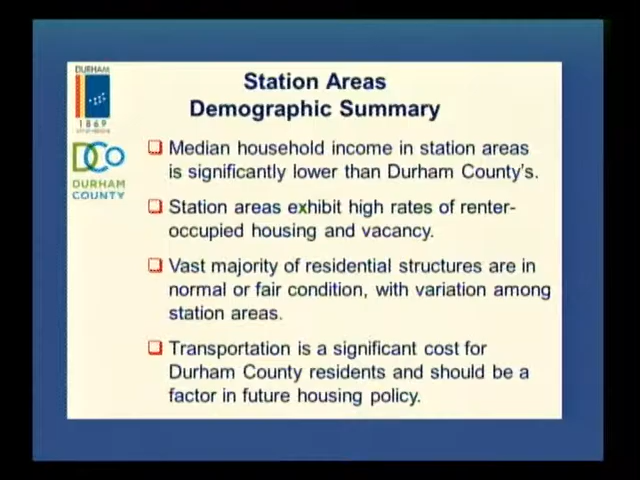 DURHAM
1869
DCO
DURHAM
COUNTY
Station Areas
Demographic Summary
Median household income in station areas
is significantly lower than Durham County's.
Station areas exhibit high rates of renter-
occupied housing and vacancy.
Vast majority of residential structures are in
normal or fair condition, with variation among
station areas.
Transportation is a significant cost for
Durham County residents and should be a
factor in future housing policy.